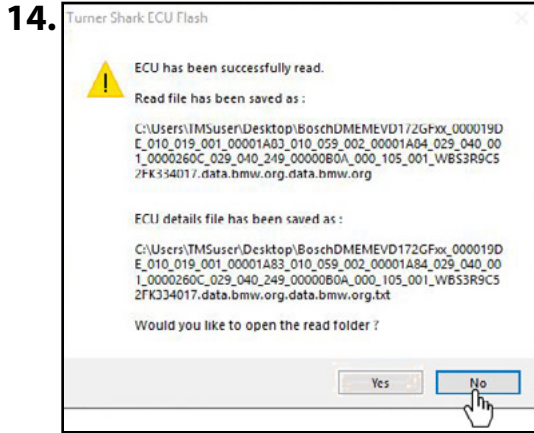 14.
Turner Shark ECU Flash
ECU has been successfully read.
Read file has been saved as :
C:\Users\TMSuser\Desktop\BoschDMEMEVD172GFxx_000019D
E_010_019_001_00001A83_010_059_002_00001A84_029_040_00
1_0000260C_029_040_249_00000B0A_000_105_001_WBS3R9C5
2FK334017.data.bmw.org.data.bmw.org
ECU details file has been saved as :
C:\Users\TMSuser\Desktop\BoschDMEMEVD172GFxx_000019D
E_010_019_001_00001A83_010_059_002_00001A84_029_040_00
1_0000260C_029_040_249_00000B0A_000_105_001_WBS3R9C5
2FK334017.data.bmw.org.data.bmw.org.txt
Would you like to open the read folder ?
Yes
No